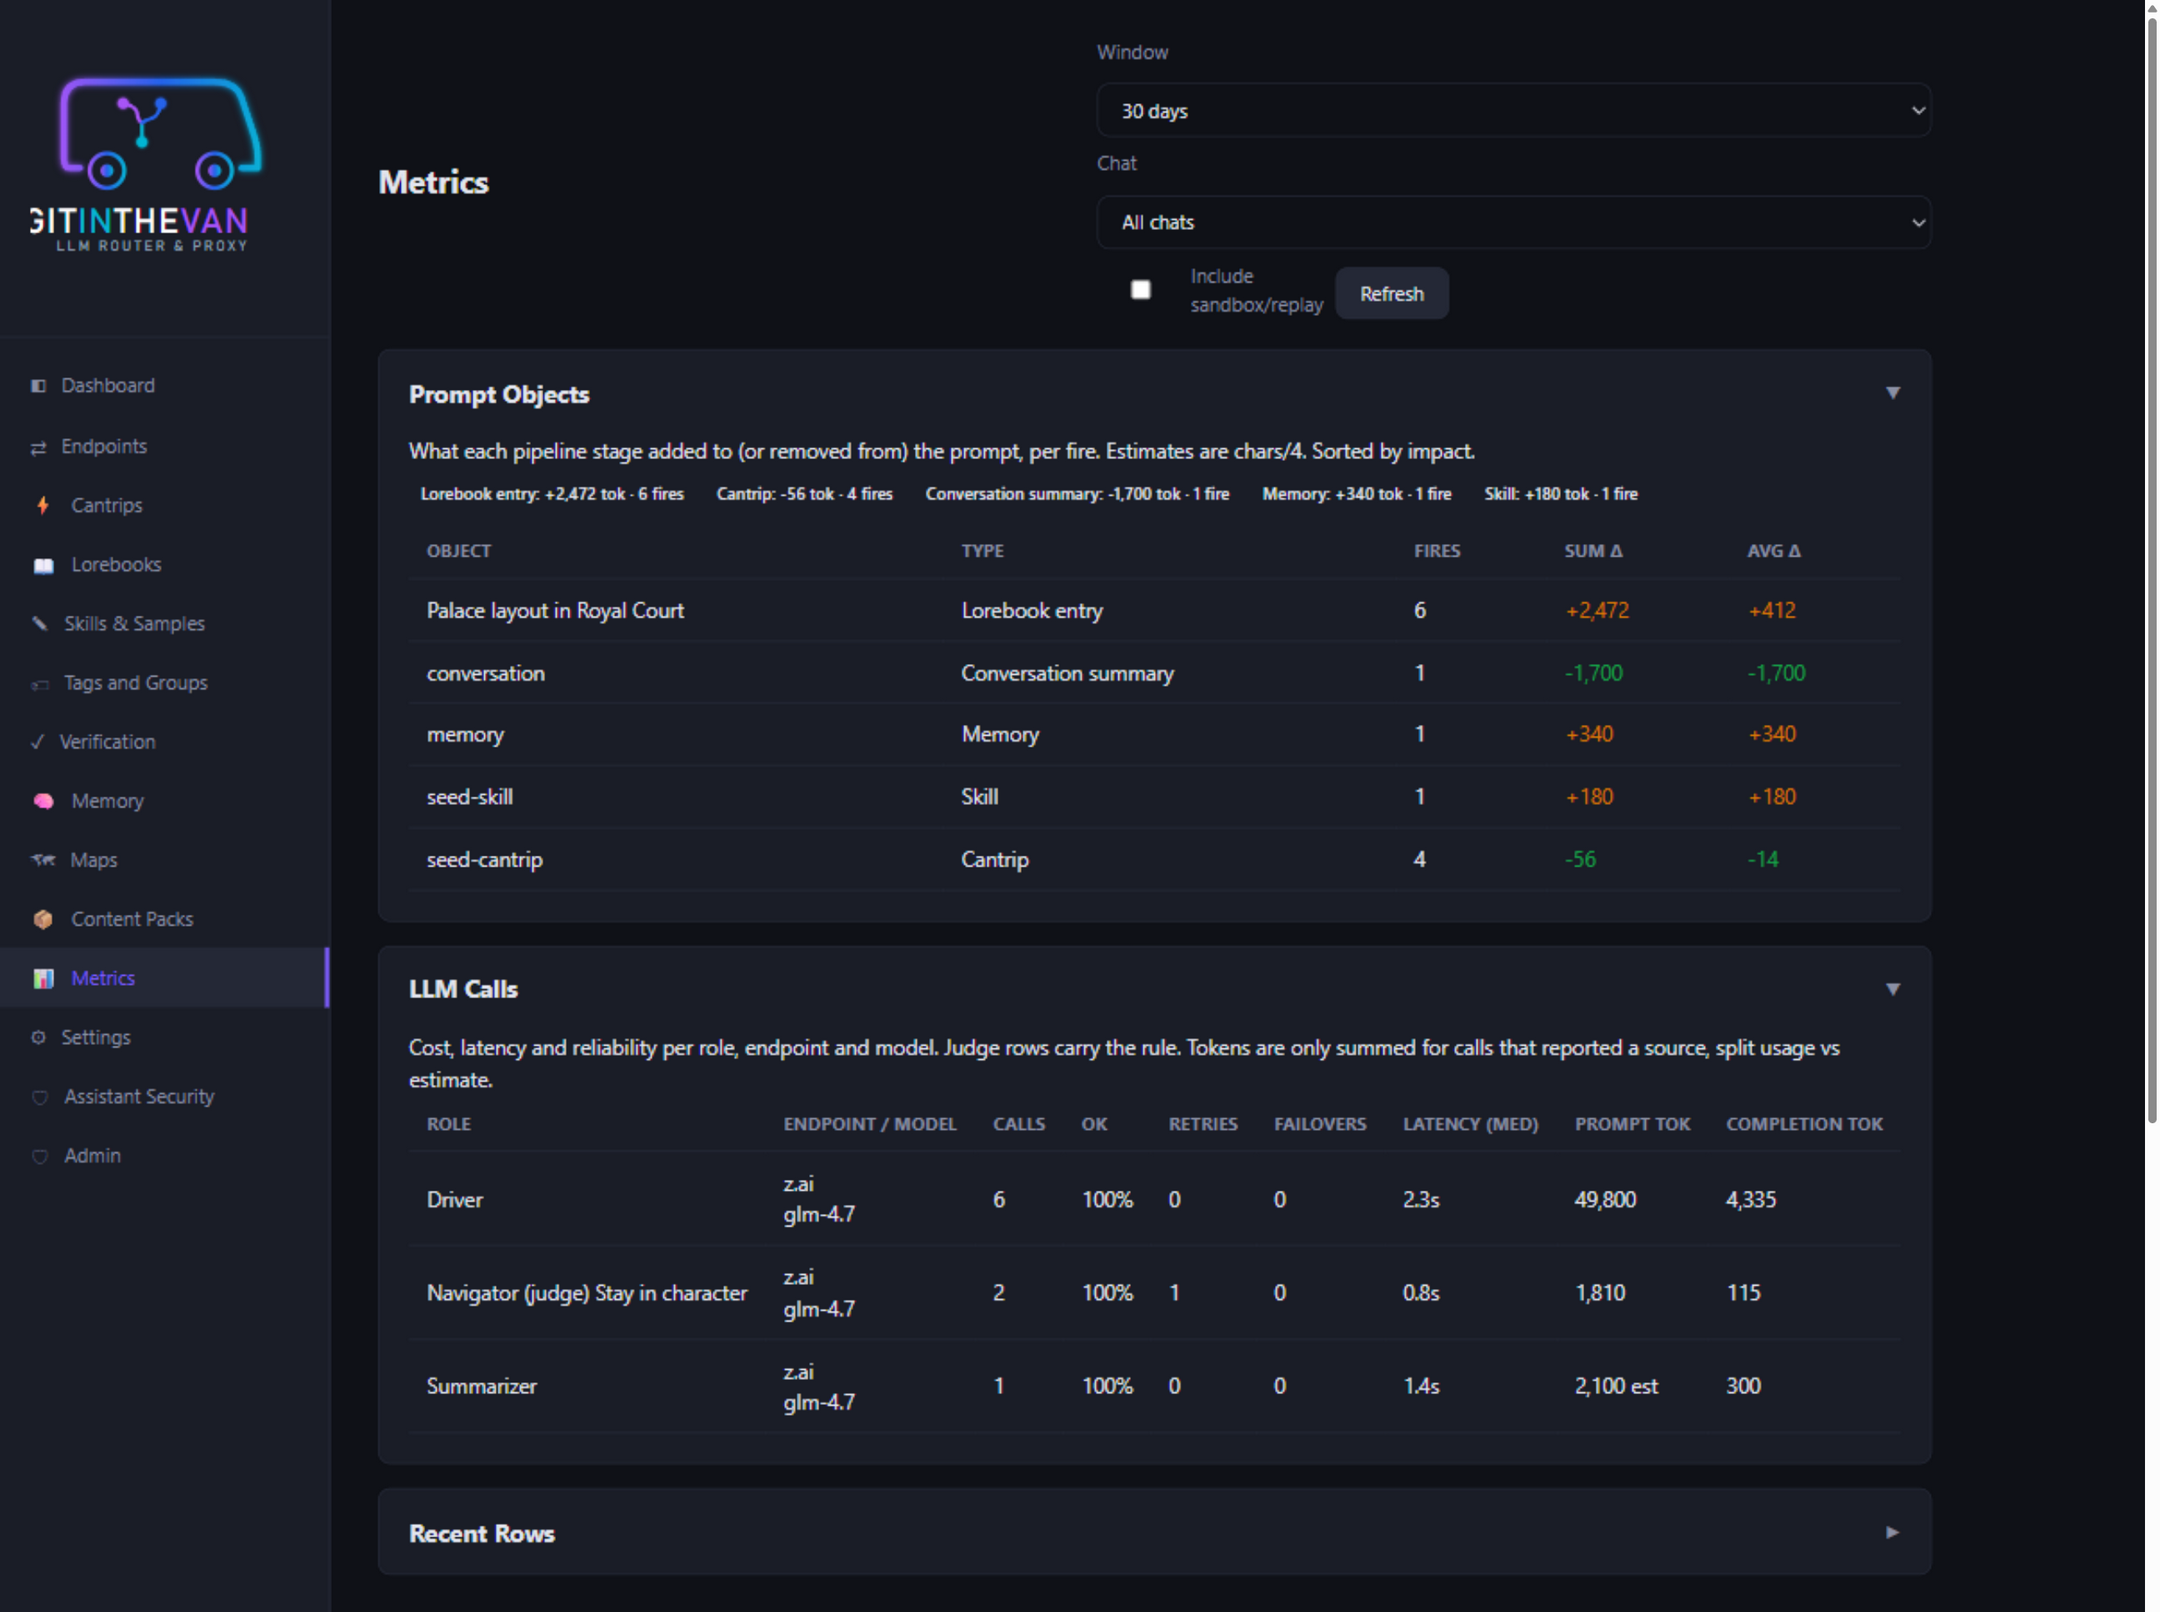 GITINTHEVAN
LLM ROUTER & PROXY
Dashboard
Endpoints
Cantrips
Lorebooks
Skills & Samples
Tags and Groups
Verification
Memory
Maps
Content Packs
Metrics
Settings
Assistant Security
Admin
Metrics
Window
30 days
Chat
All chats
Include
sandbox/replay
Refresh
Prompt Objects
What each pipeline stage added to (or removed from) the prompt, per fire. Estimates are chars/4. Sorted by impact.
Lorebook entry: +2,472 tok · 6 fires Cantrip: -56 tok · 4 fires Conversation summary: -1,700 tok · 1 fire Memory: +340 tok · 1 fire Skill: +180 tok · 1 fire
OBJECT TYPE FIRES SUM Δ AVG Δ
Palace layout in Royal Court Lorebook entry 6 +2,472 +412
conversation Conversation summary 1 -1,700 -1,700
memory Memory 1 +340 +340
seed-skill Skill 1 +180 +180
seed-cantrip Cantrip 4 -56 -14
LLM Calls
Cost, latency and reliability per role, endpoint and model. Judge rows carry the rule. Tokens are only summed for calls that reported a source, split usage vs
estimate.
ROLE ENDPOINT / MODEL CALLS OK RETRIES FAILOVERS LATENCY (MED) PROMPT TOK COMPLETION TOK
Driver z.ai 6 100% 0 0 2.3s 49,800 4,335
glm-4.7
Navigator (judge) Stay in character z.ai 2 100% 1 0 0.8s 1,810 115
glm-4.7
Summarizer z.ai 1 100% 0 0 1.4s 2,100 est 300
glm-4.7
Recent Rows